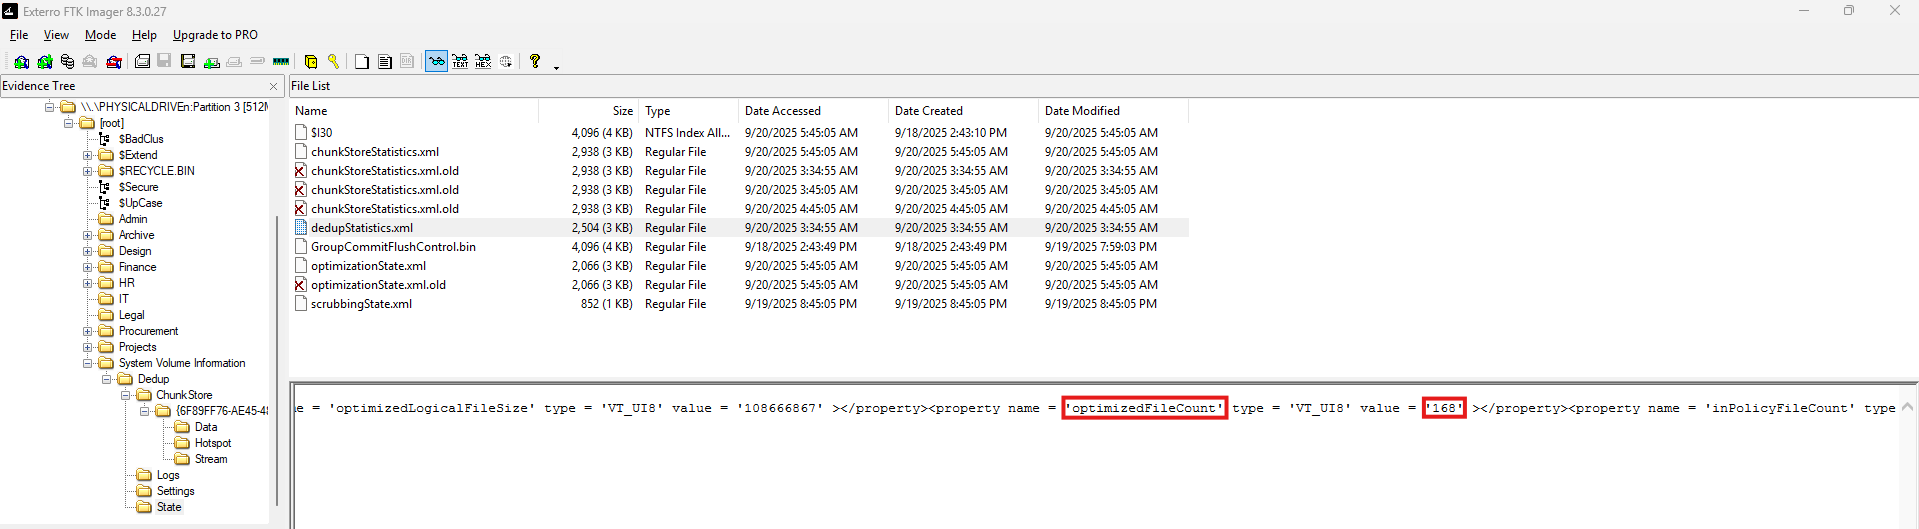 Exterro FTK Imager 8.3.0.27
File View Mode Help Upgrade to PRO
Evidence Tree
\\.\PHYSICALDRIVEn:Partition 3 [512M
[root]
$BadClus
$Extend
$RECYCLE.BIN
$Secure
$UpCase
Admin
Archive
Design
Finance
HR
IT
Legal
Procurement
Projects
System Volume Information
Dedup
ChunkStore
{6F89FF76-AE45-48
Data
Hotspot
Stream
Logs
Settings
State
File List
Name Size Type Date Accessed Date Created Date Modified
$I30 4,096 (4 KB) NTFS Index All... 9/20/2025 5:45:05 AM 9/18/2025 2:43:10 PM 9/20/2025 5:45:05 AM
chunkStoreStatistics.xml 2,938 (3 KB) Regular File 9/20/2025 5:45:05 AM 9/20/2025 5:45:05 AM 9/20/2025 5:45:05 AM
chunkStoreStatistics.xml.old 2,938 (3 KB) Regular File 9/20/2025 3:34:55 AM 9/20/2025 3:34:55 AM 9/20/2025 3:34:55 AM
chunkStoreStatistics.xml.old 2,938 (3 KB) Regular File 9/20/2025 3:45:05 AM 9/20/2025 3:45:05 AM 9/20/2025 3:45:05 AM
chunkStoreStatistics.xml.old 2,938 (3 KB) Regular File 9/20/2025 4:45:05 AM 9/20/2025 4:45:05 AM 9/20/2025 4:45:05 AM
dedupStatistics.xml 2,504 (3 KB) Regular File 9/20/2025 3:34:55 AM 9/20/2025 3:34:55 AM 9/20/2025 3:34:55 AM
GroupCommitFlushControl.bin 4,096 (4 KB) Regular File 9/18/2025 2:43:49 PM 9/18/2025 2:43:49 PM 9/19/2025 7:59:03 PM
optimizationState.xml 2,066 (3 KB) Regular File 9/20/2025 5:45:05 AM 9/20/2025 5:45:05 AM 9/20/2025 5:45:05 AM
optimizationState.xml.old 2,066 (3 KB) Regular File 9/20/2025 5:45:05 AM 9/20/2025 5:45:05 AM 9/20/2025 5:45:05 AM
scrubbingState.xml 852 (1 KB) Regular File 9/19/2025 8:45:05 PM 9/19/2025 8:45:05 PM 9/19/2025 8:45:05 PM
e = 'optimizedLogicalFileSize' type = 'VT_UI8' value = '108666867' ></property><property name = 'optimizedFileCount' type = 'VT_UI8' value = '168' ></property><property name = 'inPolicyFileCount' type